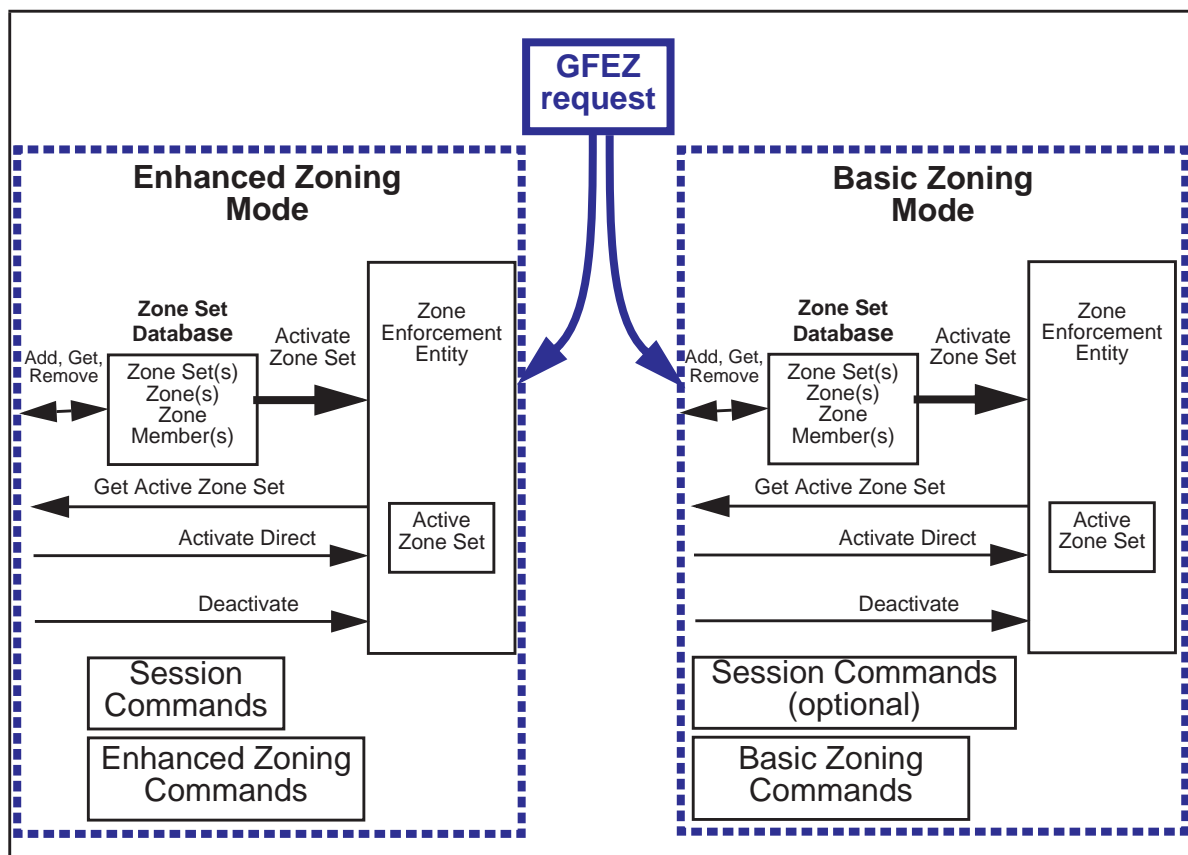 GFEZ
request
Enhanced Zoning
Mode
Zone Set
Database
Activate
Zone Set
Zone
Enforcement
Entity
Add, Get,
Remove
Zone Set(s)
Zone(s)
Zone
Member(s)
Get Active Zone Set
Active
Zone Set
Activate Direct
Deactivate
Session
Commands
Enhanced Zoning
Commands
Basic Zoning
Mode
Zone Set
Database
Activate
Zone Set
Zone
Enforcement
Entity
Add, Get,
Remove
Zone Set(s)
Zone(s)
Zone
Member(s)
Get Active Zone Set
Active
Zone Set
Activate Direct
Deactivate
Session Commands
(optional)
Basic Zoning
Commands